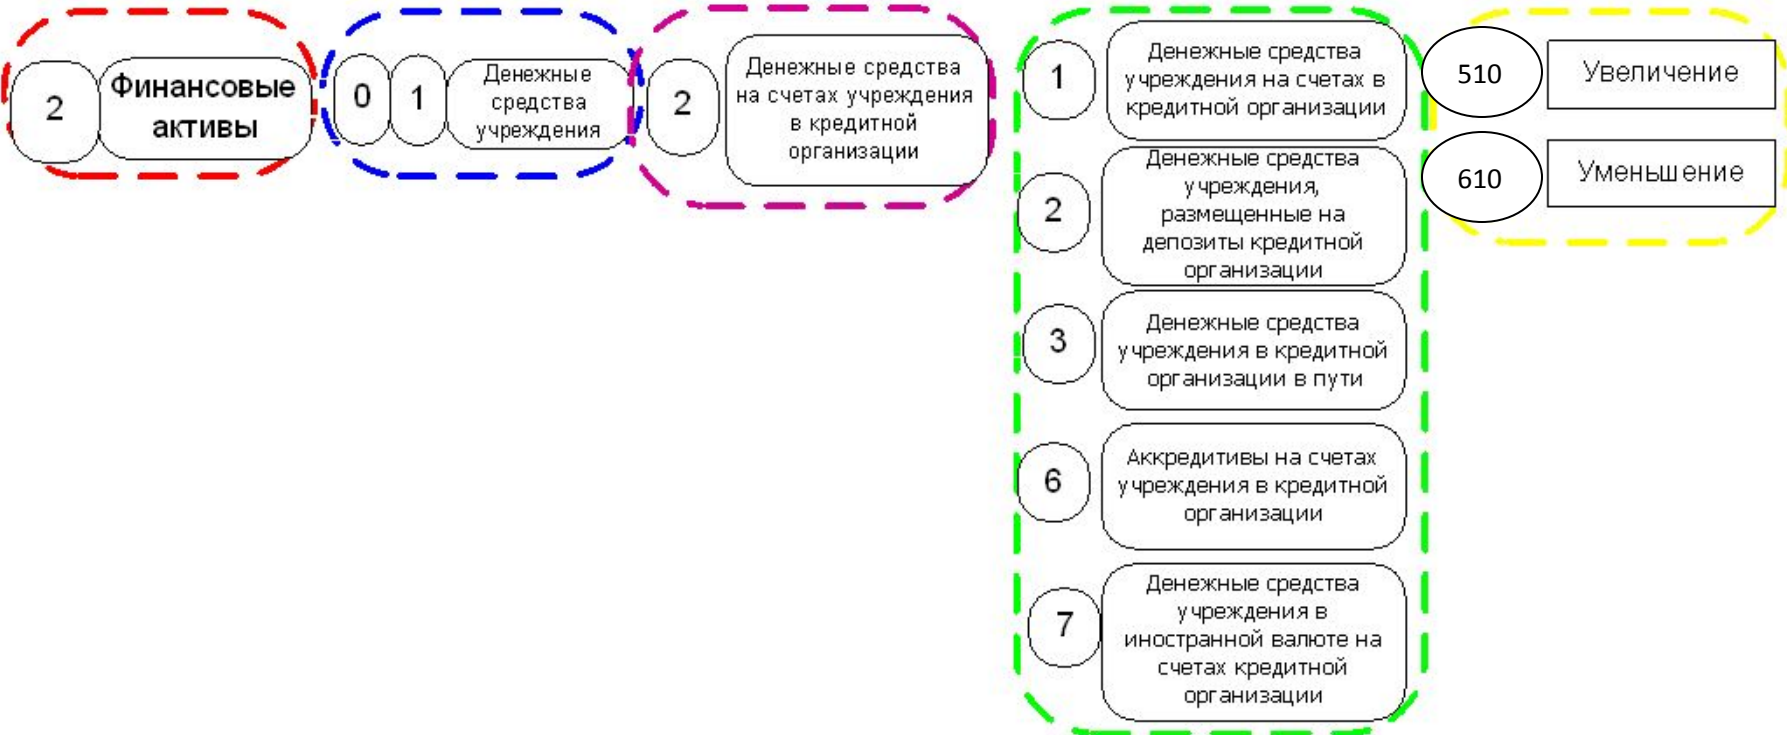 2
Финансовые
активы
0
1
Денежные
средства
учреждения
2
Денежные средства
на счетах учреждения
в кредитной
организации
1
Денежные средства
учреждения на счетах в
кредитной организации
2
Денежные средства
учреждения,
размещенные на
депозиты кредитной
организации
3
Денежные средства
учреждения в кредитной
организации в пути
6
Аккредитивы на счетах
учреждения в кредитной
организации
7
Денежные средства
учреждения в
иностранной валюте на
счетах кредитной
организации
510
Увеличение
610
Уменьшение